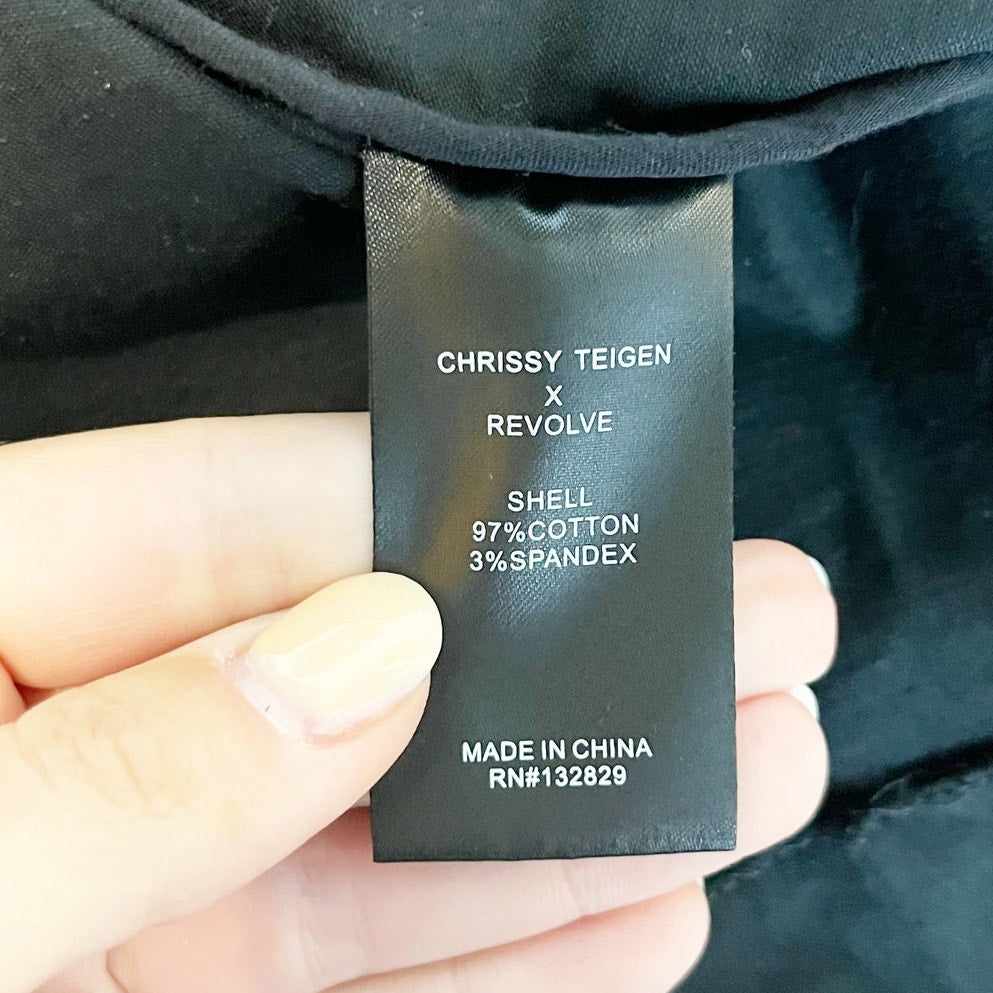 CHRISSY TEIGEN
X
REVOLVE
SHELL
97%COTTON
3%SPANDEX
MADE IN CHINA
RN#132829